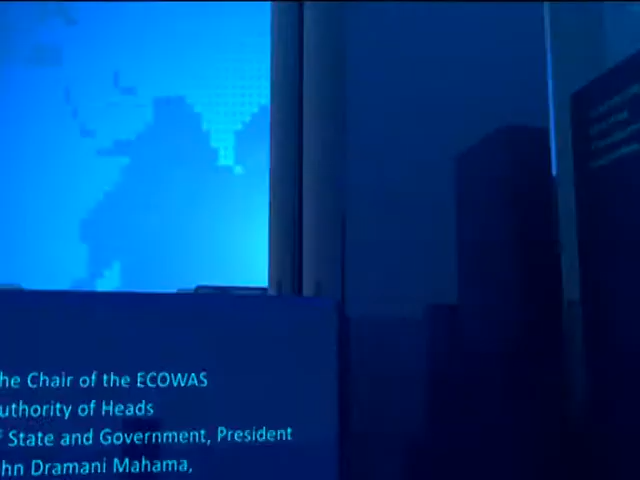 he Chair of the ECOWAS
uthority of Heads
f State and Government, President
hn Dramani Mahama,